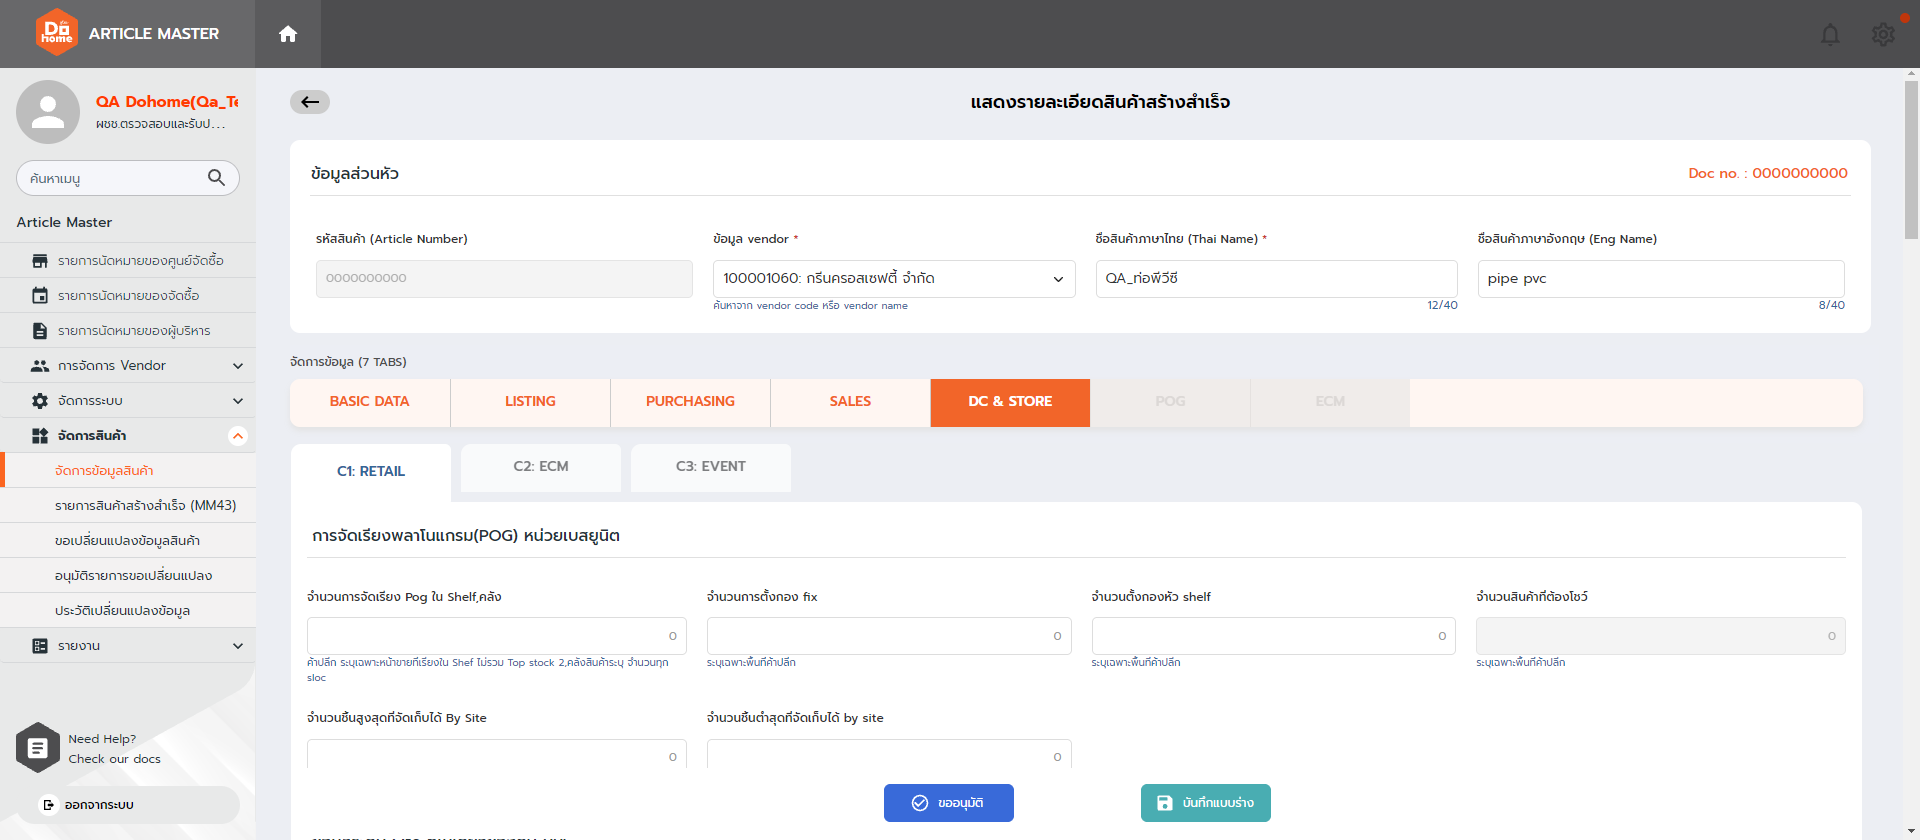 Do home
ARTICLE MASTER
QA Dohome(Qa_Te
ผชช.ตรวจสอบและรับป...
ค้นหาเมนู
Article Master
รายการนัดหมายของศูนย์จัดซื้อ
รายการนัดหมายของจัดซื้อ
รายการนัดหมายของผู้บริหาร
การจัดการ Vendor
จัดการระบบ
จัดการสินค้า
จัดการข้อมูลสินค้า
รายการสินค้าสร้างสำเร็จ (MM43)
ขอเปลี่ยนแปลงข้อมูลสินค้า
อนุมัติรายการขอเปลี่ยนแปลง
ประวัติเปลี่ยนแปลงข้อมูล
รายงาน
Need Help?
Check our docs
ออกจากระบบ
แสดงรายละเอียดสินค้าสร้างสำเร็จ
ข้อมูลส่วนหัว
Doc no. : 0000000000
รหัสสินค้า (Article Number)
ข้อมูล vendor *
ชื่อสินค้าภาษาไทย (Thai Name) *
ชื่อสินค้าภาษาอังกฤษ (Eng Name)
0000000000
100001060: กรีนครอสเซฟตี้ จำกัด
QA_ท่อพีวีซี
pipe pvc
ค้นหาจาก vendor code หรือ vendor name
12/40
8/40
จัดการข้อมูล (7 TABS)
BASIC DATA
LISTING
PURCHASING
SALES
DC & STORE
POG
ECM
C1: RETAIL
C2: ECM
C3: EVENT
การจัดเรียงพลาโนแกรม(POG) หน่วยเบสยูนิต
จำนวนการจัดเรียง Pog ใน Shelf,คลัง
จำนวนการตั้งกอง fix
จำนวนตั้งกองหัว shelf
จำนวนสินค้าที่ต้องโชว์
0
0
0
0
ค้าปลีก ระบุเฉพาะหน้าขายที่เรียงใน Shef ไม่รวม Top stock 2,คลังสินค้าระบุ จำนวนทุก
sloc
ระบุเฉพาะพื้นที่ค้าปลีก
ระบุเฉพาะพื้นที่ค้าปลีก
ระบุเฉพาะพื้นที่ค้าปลีก
จำนวนชิ้นสูงสุดที่จัดเก็บได้ By Site
จำนวนชิ้นต่ำสุดที่จัดเก็บได้ by site
0
0
ขออนุมัติ
บันทึกแบบร่าง